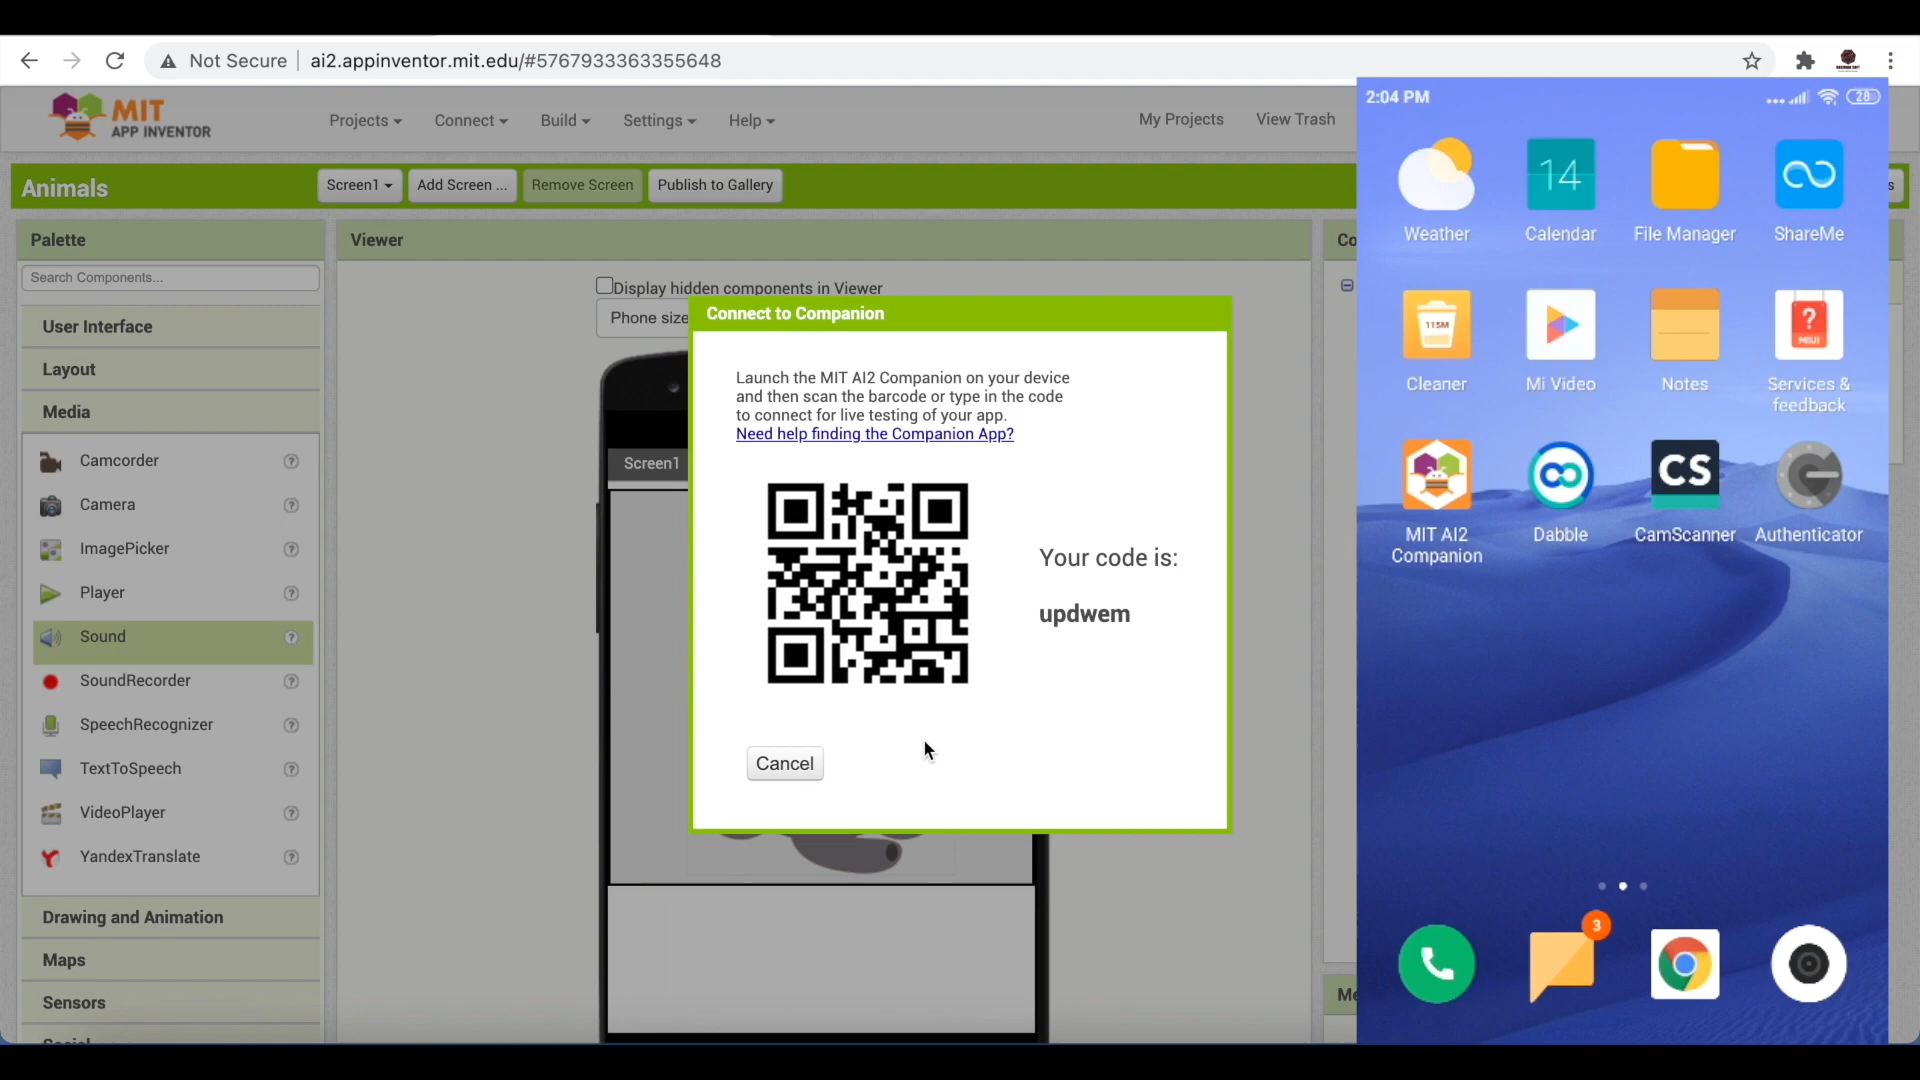 Not Secure
ai2.appinventor.mit.edu/#5767933363355648
MIT
APP INVENTOR
Projects
Connect
Build
Settings
Help
My Projects
View Trash
Animals
Screen1
Add Screen ...
Remove Screen
Publish to Gallery
s
Palette
Search Components...
User Interface
Layout
Media
Camcorder
?
Camera
?
ImagePicker
?
Player
?
Sound
?
SoundRecorder
?
SpeechRecognizer
?
TextToSpeech
?
VideoPlayer
?
YandexTranslate
?
Drawing and Animation
Maps
Sensors
Viewer
Display hidden components in Viewer
Phone size
Screen1
Connect to Companion
Launch the MIT AI2 Companion on your device
and then scan the barcode or type in the code
to connect for live testing of your app.
Need help finding the Companion App?
Your code is:
updwem
Cancel
Co
Me
2:04 PM
28
14
Weather
Calendar
File Manager
ShareMe
115M
?
MIUI
Cleaner
Mi Video
Notes
Services &
feedback
CS
MIT AI2
Companion
Dabble
CamScanner
Authenticator
3